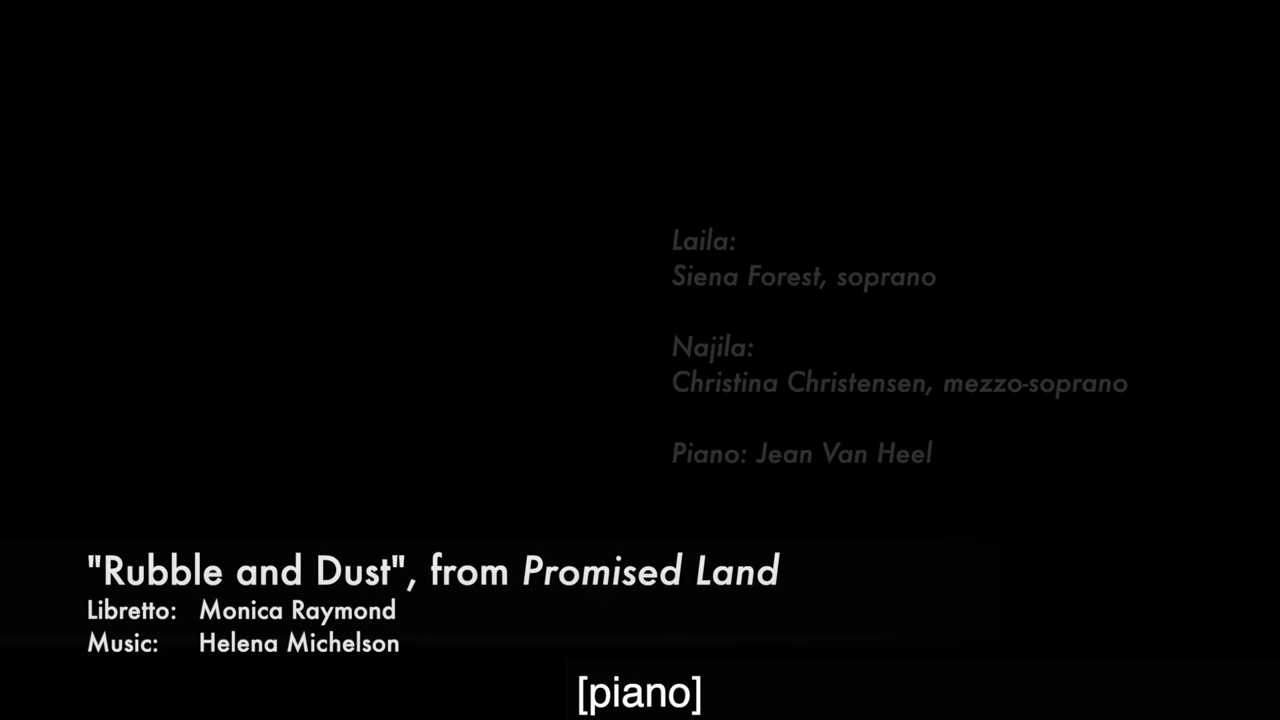 Laila:
Siena Forest, soprano
Najila:
Christina Christensen, mezzo-soprano
Piano: Jean Van Heel
"Rubble and Dust", from Promised Land
Libretto: Monica Raymond
Music: Helena Michelson
[piano]